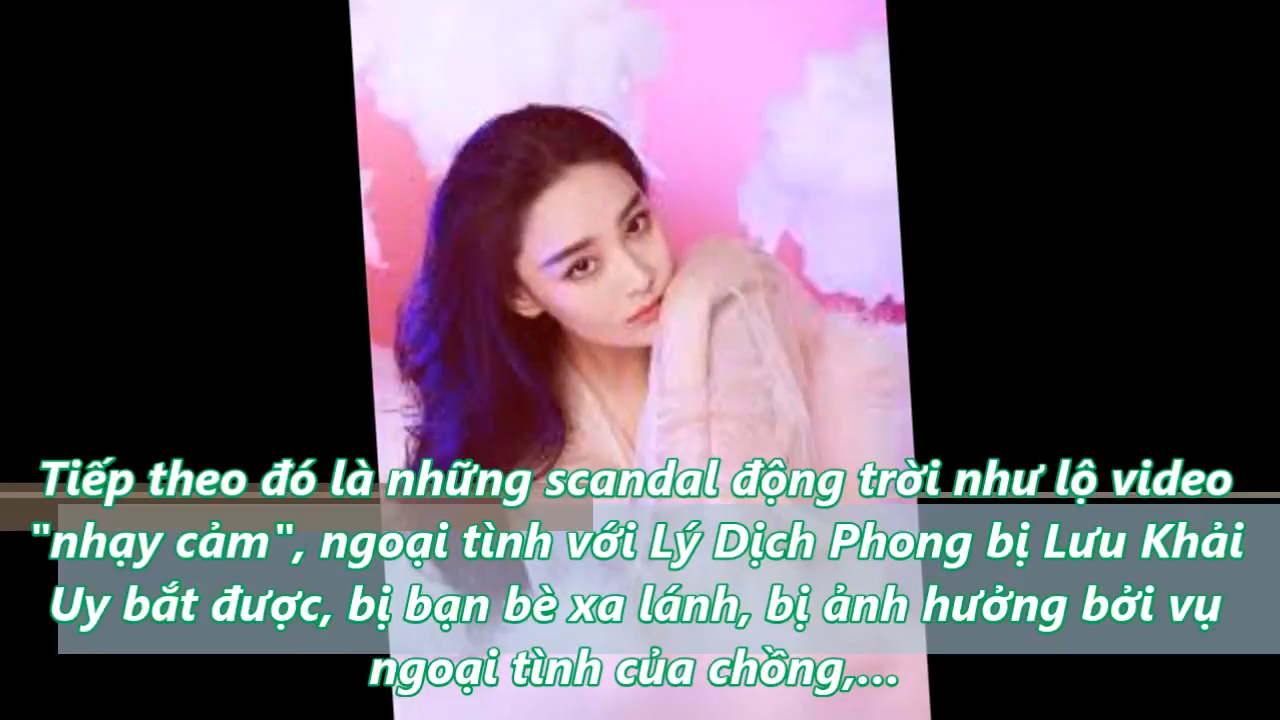 Tiếp theo đó là những scandal động trời như lộ video
"nhạy cảm", ngoại tình với Lý Dịch Phong bị Lưu Khải
Uy bắt được, bị bạn bè xa lánh, bị ảnh hưởng bởi vụ
ngoại tình của chồng,...